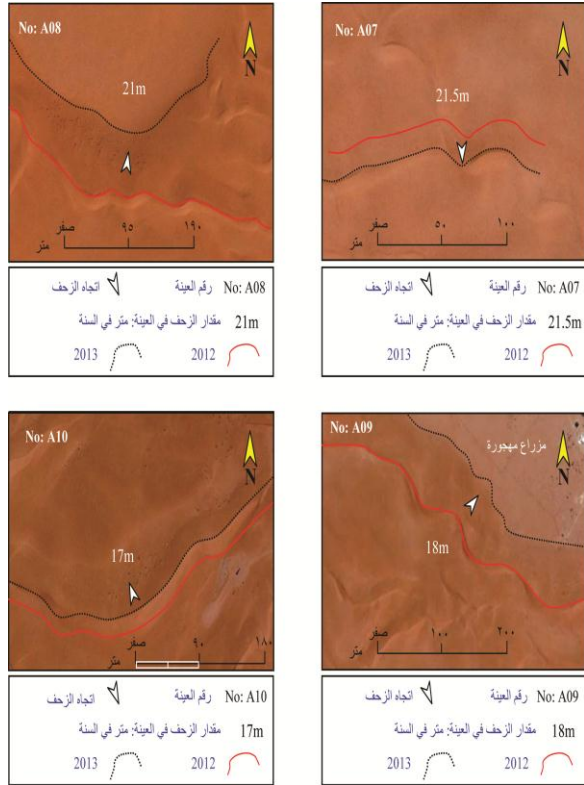 No: A08
N
21m
صفر ٩٥ ١٩٠
متر
No: A08 رقم العينة اتجاه الزحف
مقدار الزحف في العينة: متر في السنة 21m
2012 2013
No: A07
N
21.5m
صفر ٥٠ ١٠٠
متر
No: A07 رقم العينة اتجاه الزحف
مقدار الزحف في العينة: متر في السنة 21.5m
2012 2013
No: A10
N
17m
صفر ٩٠ ١٨٠
متر
No: A10 رقم العينة اتجاه الزحف
مقدار الزحف في العينة: متر في السنة 17m
2012 2013
No: A09
مزراع مهجورة
N
18m
صفر ١٠٠ ٢٠٠
متر
No: A09 رقم العينة اتجاه الزحف
مقدار الزحف في العينة: متر في السنة 18m
2012 2013